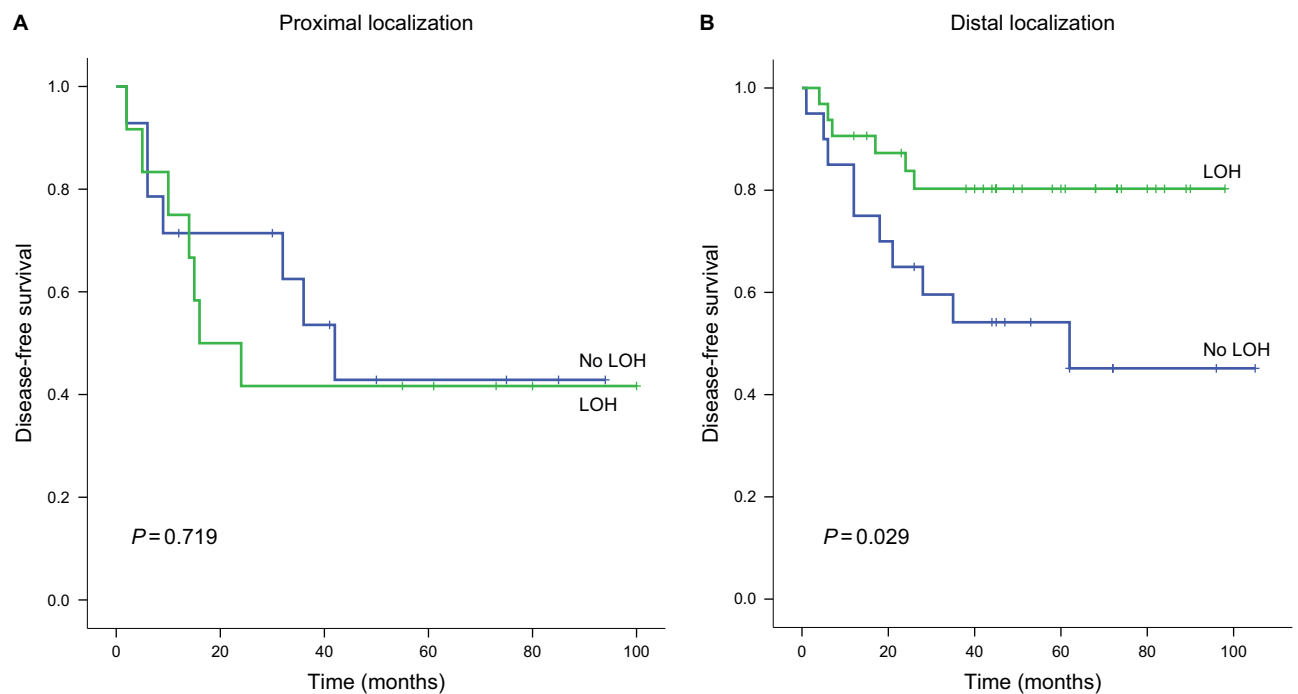 A
Proximal localization
Disease-free survival
1.0
0.8
0.6
0.4
0.2
0.0
No LOH
LOH
P=0.719
0 20 40 60 80 100
Time (months)
B
Distal localization
Disease-free survival
1.0
0.8
0.6
0.4
0.2
0.0
LOH
No LOH
P=0.029
0 20 40 60 80 100
Time (months)